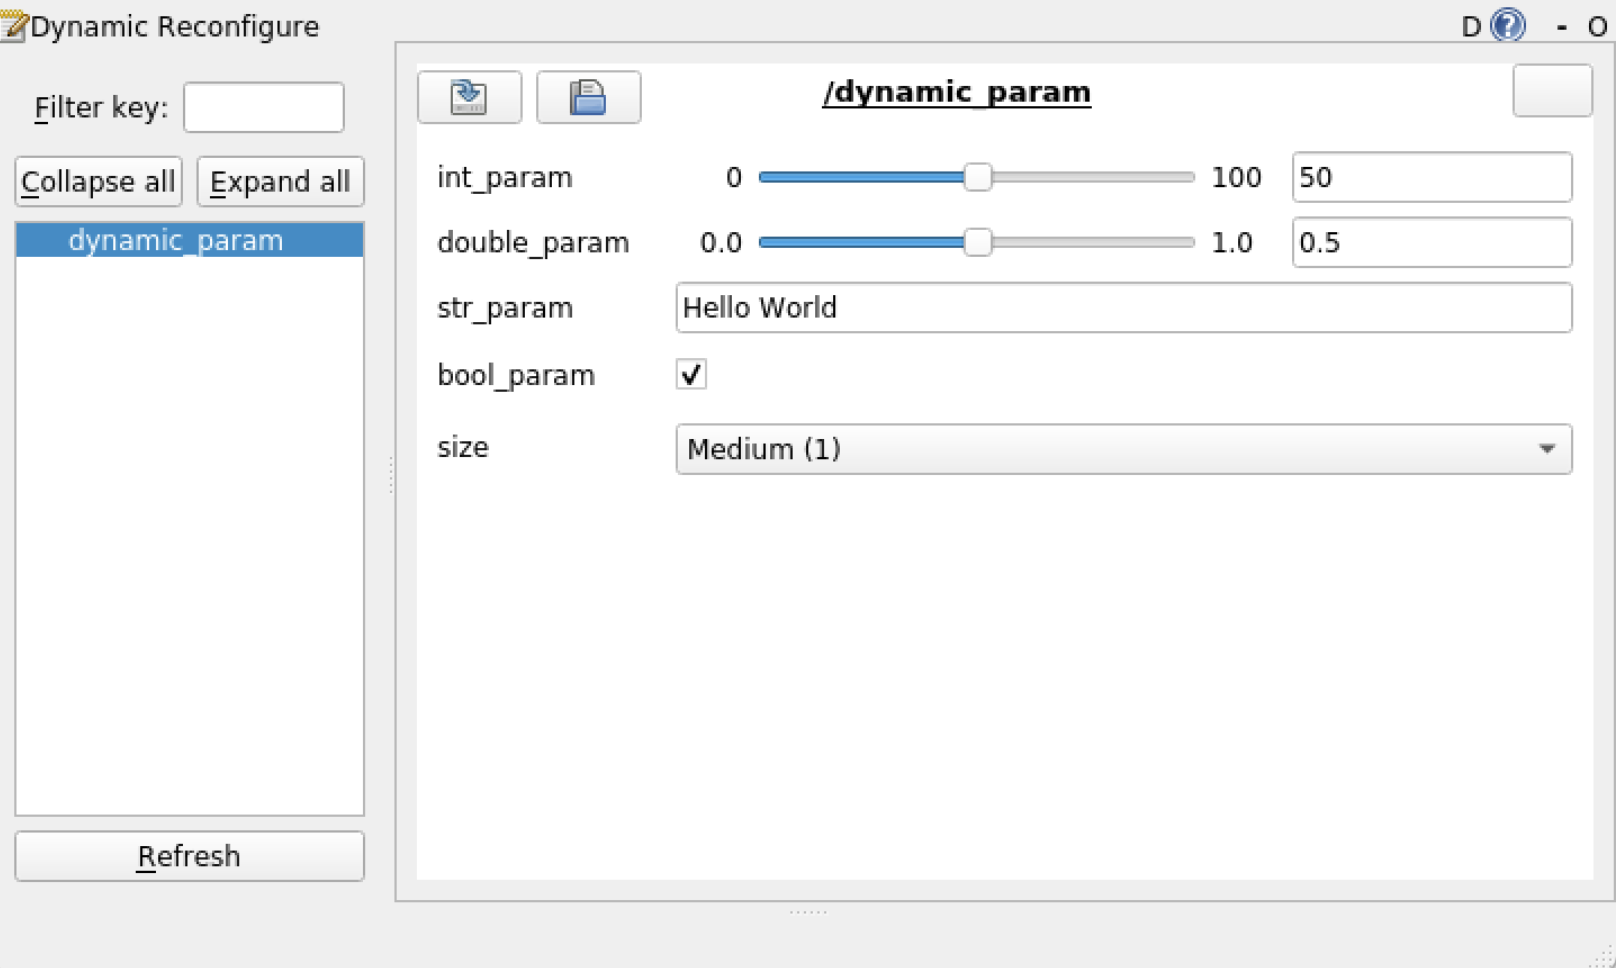 Dynamic Reconfigure
D ? - O
Filter key:
Collapse all Expand all
dynamic_param
Refresh
/dynamic_param
int_param 0 100 50
double_param 0.0 1.0 0.5
str_param Hello World
bool_param
size Medium (1)